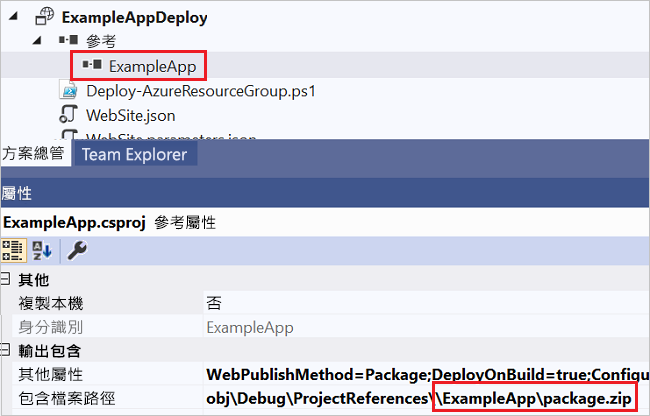 ExampleAppDeploy
參考
ExampleApp
Deploy-AzureResourceGroup.ps1
WebSite.json
WebSite.parameters.json
方案總管 Team Explorer
屬性
ExampleApp.csproj 參考屬性
其他
複製本機 否
身分識別 ExampleApp
輸出包含
其他屬性 WebPublishMethod=Package;DeployOnBuild=true;Configu
包含檔案路徑 obj\Debug\ProjectReferences\\ExampleApp\package.zip